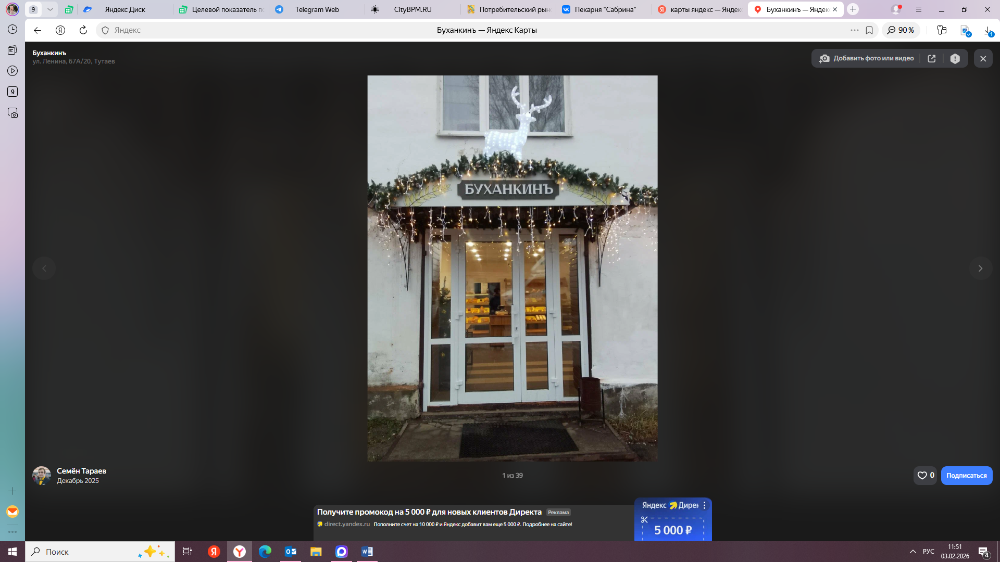 9
Яндекс Диск
Целевой показатель по
Telegram Web
CityBPM.RU
Потребительский рын
Пекарня "Сабрина"
карты яндекс — Яндек
Буханкинъ — Яндек
Яндекс
Буханкинъ — Яндекс Карты
90 %
1
9
Буханкинъ
ул. Ленина, 67А/20, Тутаев
Добавить фото или видео
БУХАНКИНЪ
Семён Тараев
Декабрь 2025
1 из 39
0
Подписаться
Получите промокод на 5 000 ₽ для новых клиентов Директа
Реклама
direct.yandex.ru Пополните счет на 10 000 ₽ и Яндекс добавит вам еще 5 000 ₽. Подробнее на сайте!
Яндекс Дирек
5 000 ₽
Поиск
РУС
11:51
03.02.2026
4